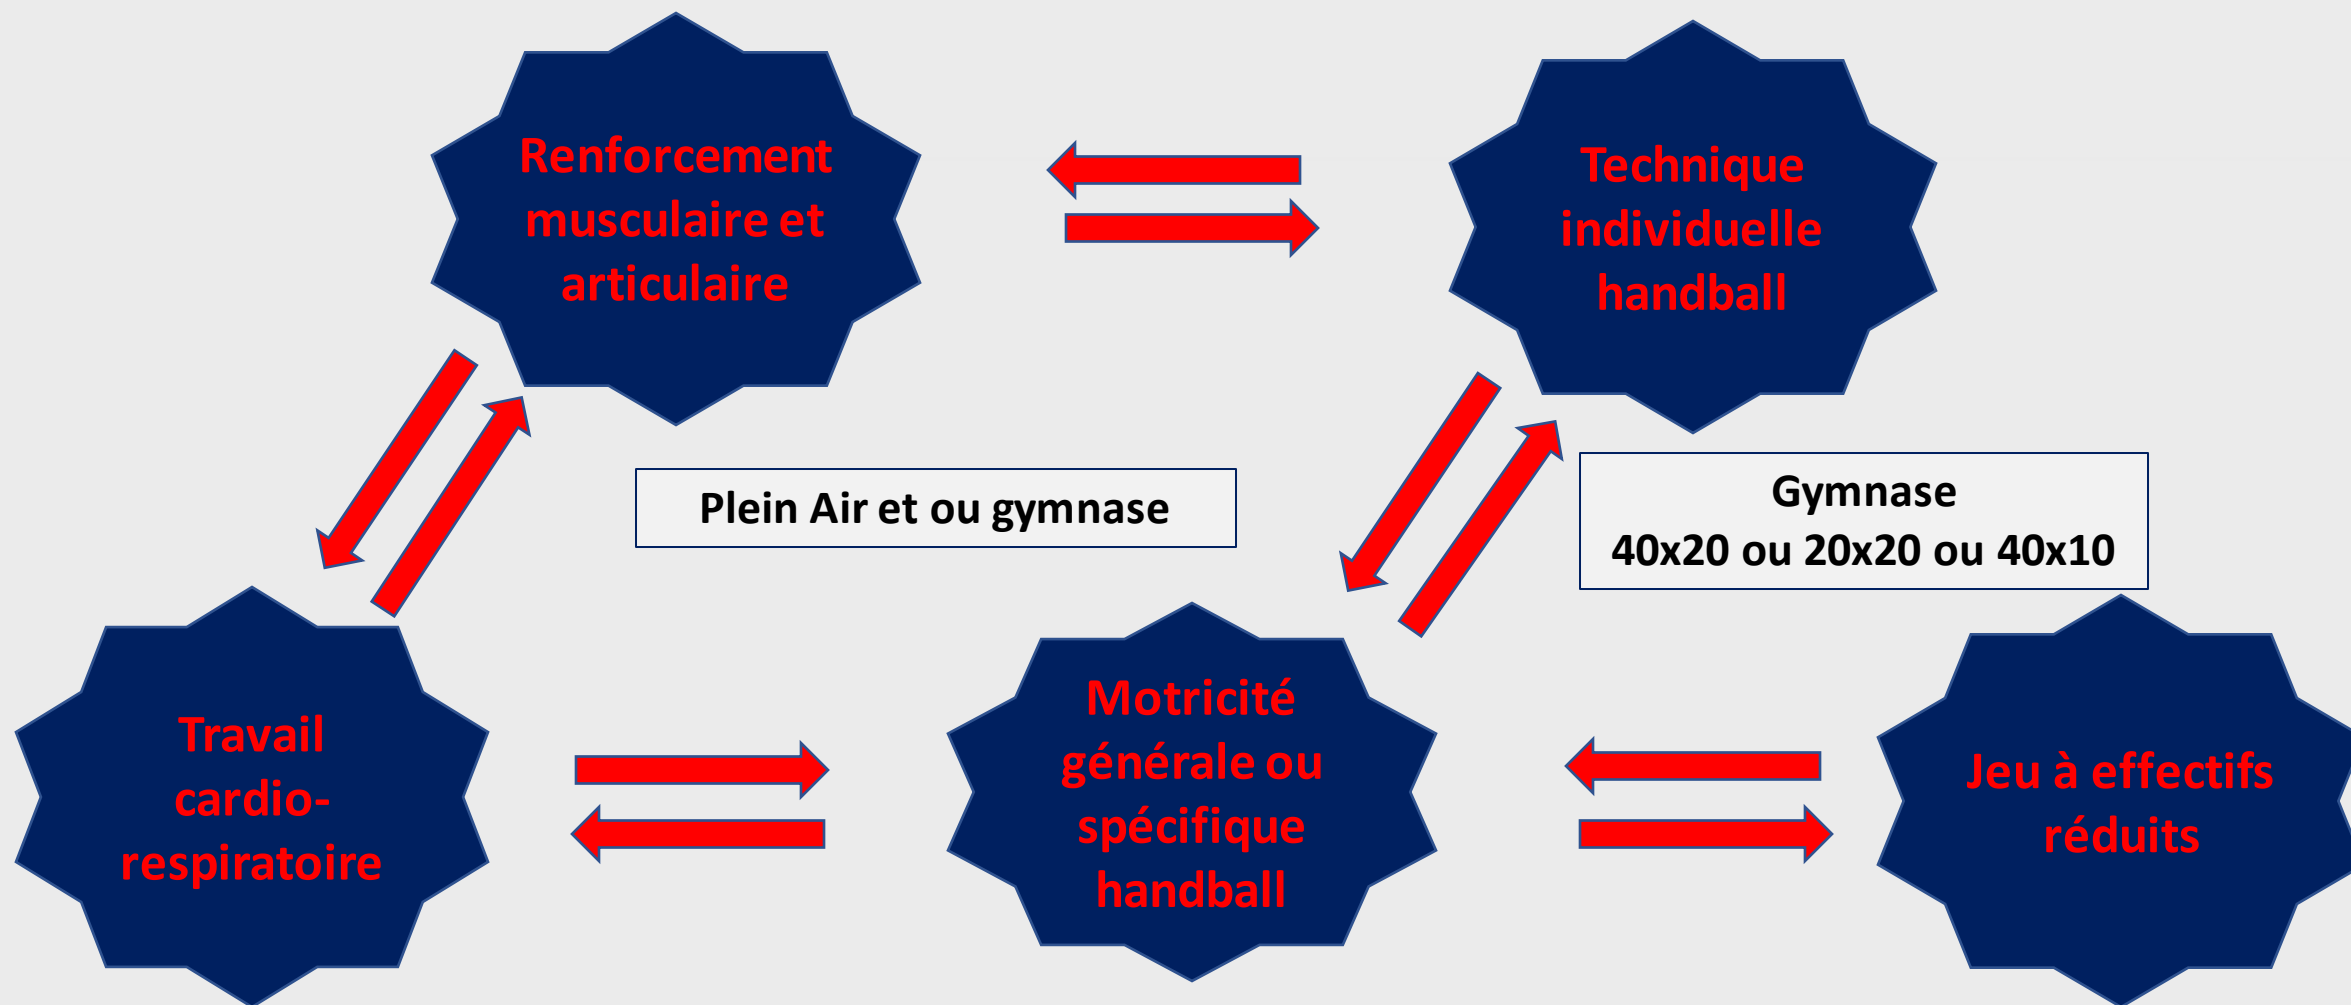 Renforcement
musculaire et
articulaire
Technique
individuelle
handball
Plein Air et ou gymnase
Gymnase
40x20 ou 20x20 ou 40x10
Travail
cardio-
respiratoire
Motricité
générale ou
spécifique
handball
Jeu à effectifs
réduits